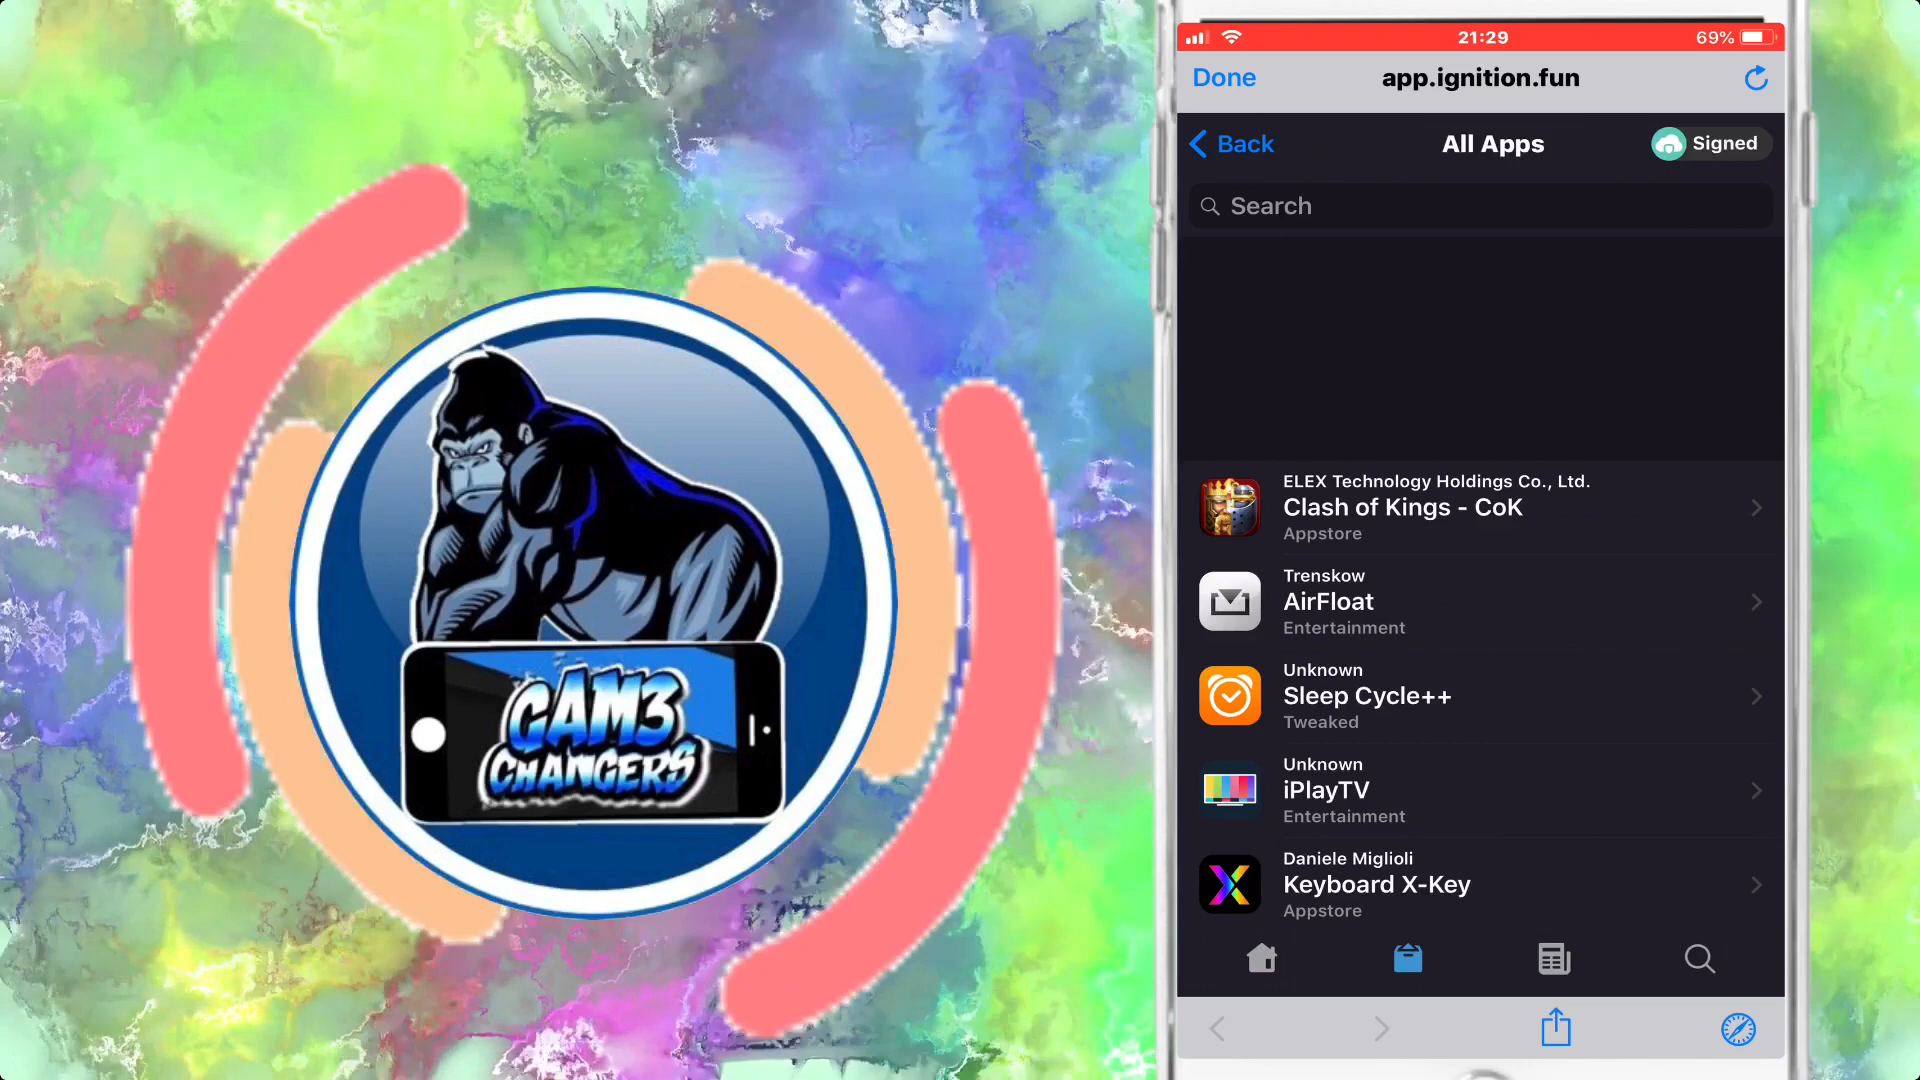 GAM3
CHANGERS
21:29
69%
Done
app.ignition.fun
Back
All Apps
Signed
Search
ELEX Technology Holdings Co., Ltd.
Clash of Kings - CoK
Appstore
Trenskow
AirFloat
Entertainment
Unknown
Sleep Cycle++
Tweaked
Unknown
iPlayTV
Entertainment
Daniele Miglioli
Keyboard X-Key
Appstore